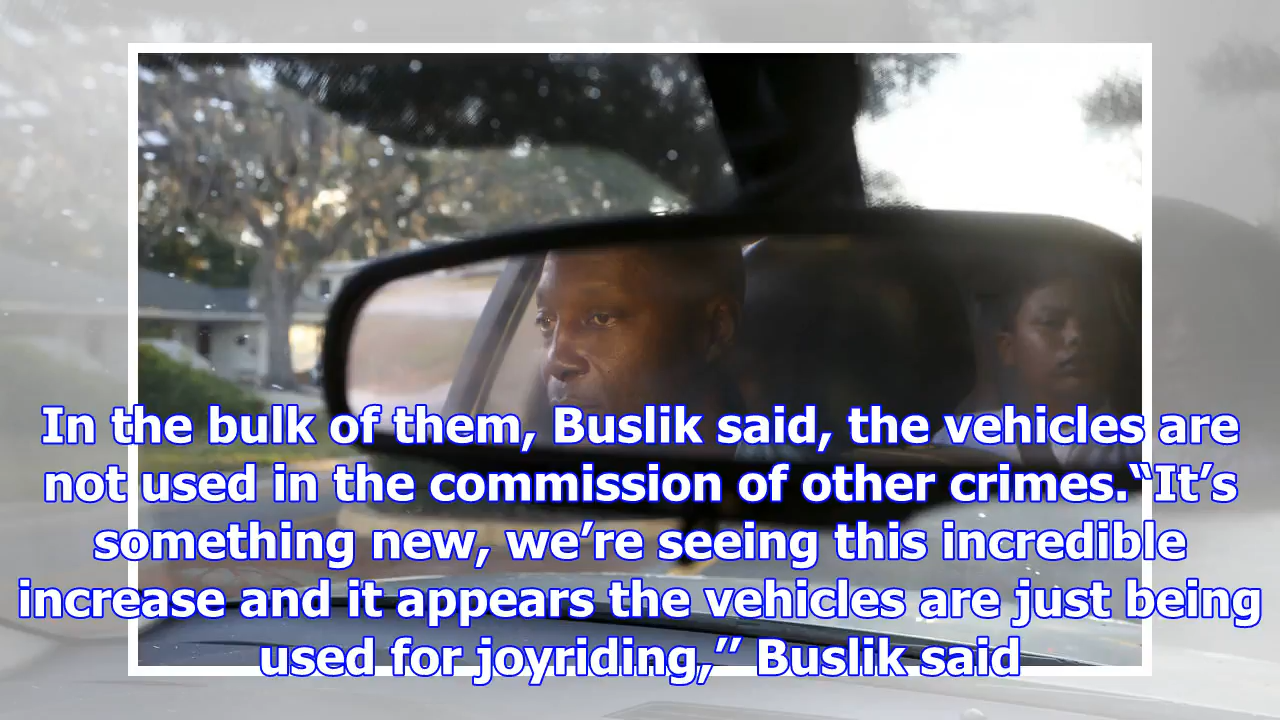 In the bulk of them, Buslik said, the vehicles are
not used in the commission of other crimes.“It’s
something new, we’re seeing this incredible
increase and it appears the vehicles are just being
used for joyriding,’’ Buslik said